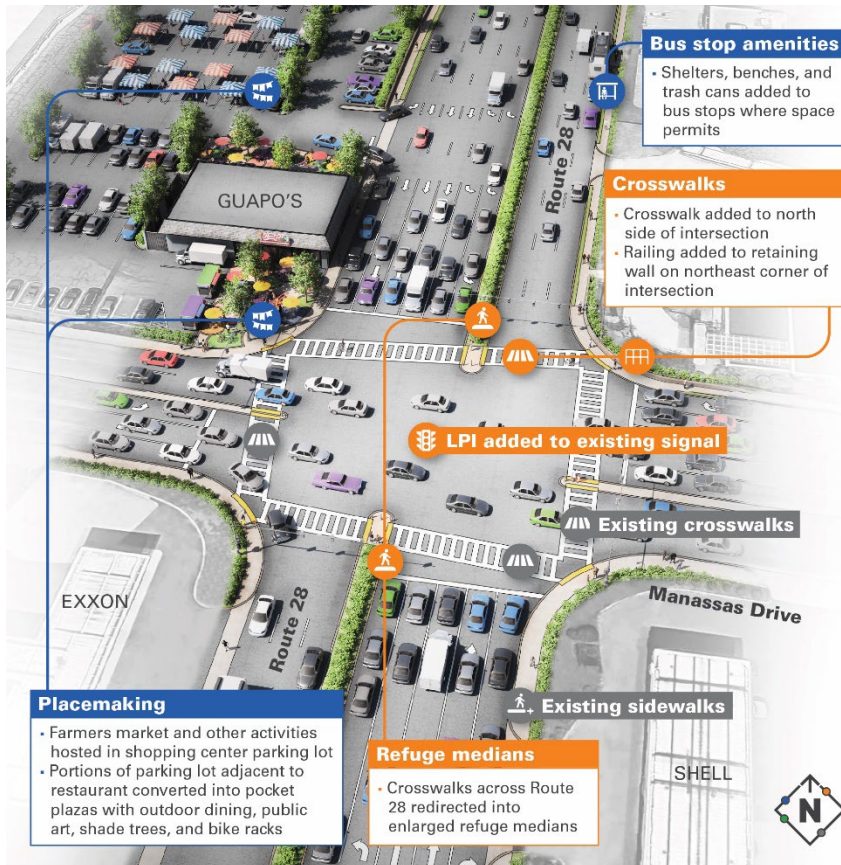 Bus stop amenities
• Shelters, benches, and
trash cans added to
bus stops where space
permits
Route 28
GUAPO'S
Crosswalks
• Crosswalk added to north
side of intersection
• Railing added to retaining
wall on northeast corner of
intersection
LPI added to existing signal
Existing crosswalks
EXXON
Route 28
Manassas Drive
Existing sidewalks
Placemaking
• Farmers market and other activities
hosted in shopping center parking lot
• Portions of parking lot adjacent to
restaurant converted into pocket
plazas with outdoor dining, public
art, shade trees, and bike racks
Refuge medians
• Crosswalks across Route
28 redirected into
enlarged refuge medians
SHELL
N